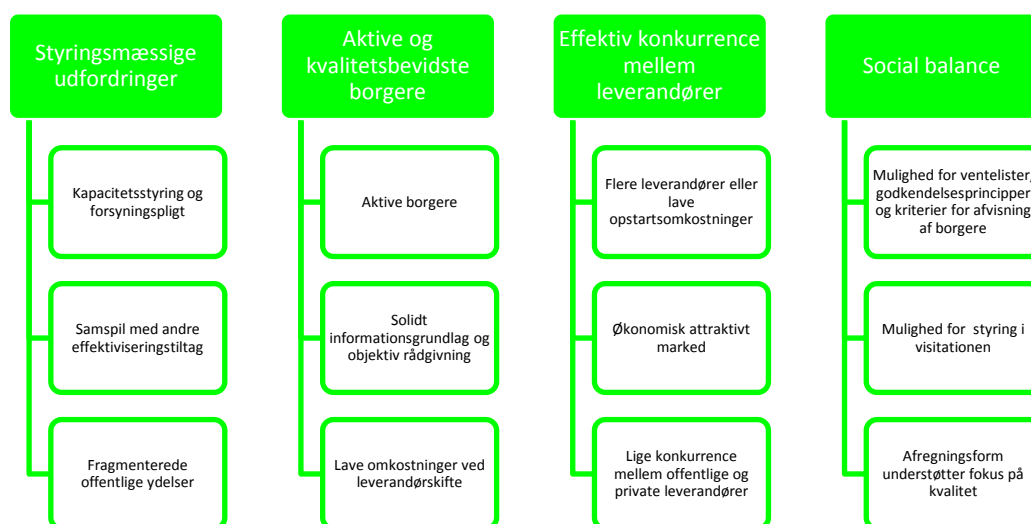 Styringsmæssige
udfordringer
Kapacitetsstyring og
forsyningspligt
Samspil med andre
effektiviseringstiltag
Fragmenterede
offentlige ydelser
Aktive og
kvalitetsbevidste
borgere
Aktive borgere
Solidt
informationsgrundlag og
objektiv rådgivning
Lave omkostninger ved
leverandørskifte
Effektiv konkurrence
mellem
leverandører
Flere leverandører eller
lave
opstartsomkostninger
Økonomisk attraktivt
marked
Lige konkurrence
mellem offentlige og
private leverandører
Social balance
Mulighed for ventelister,
godkendelsesprincipper
og kriterier for afvisning
af borgere
Mulighed for styring i
visitationen
Afregningsform
understøtter fokus på
kvalitet